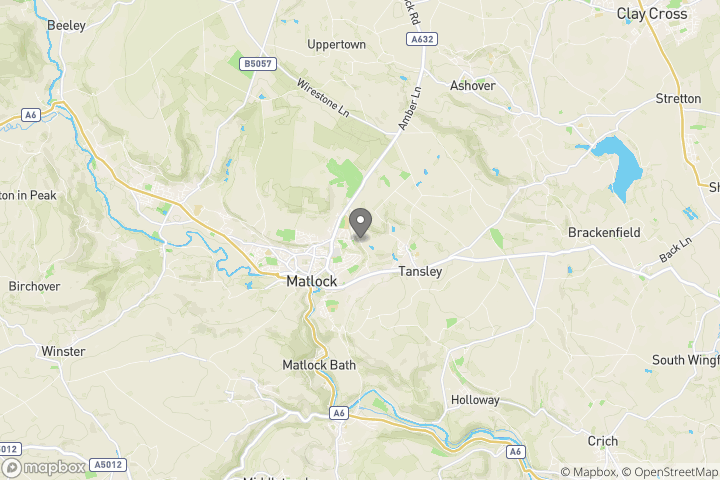 Beeley
Clay Cross
ck Rd
A632
Uppertown
B5057
Ashover
Wirestone Ln
Amber Ln
Stretton
A6
ton in Peak
Sh
Brackenfield
Back Ln
Tansley
Matlock
Birchover
Winster
Matlock Bath
South Wingf
Holloway
A6
Crich
A6
5012
A5012
mapbox
© Mapbox, © OpenStreetMap